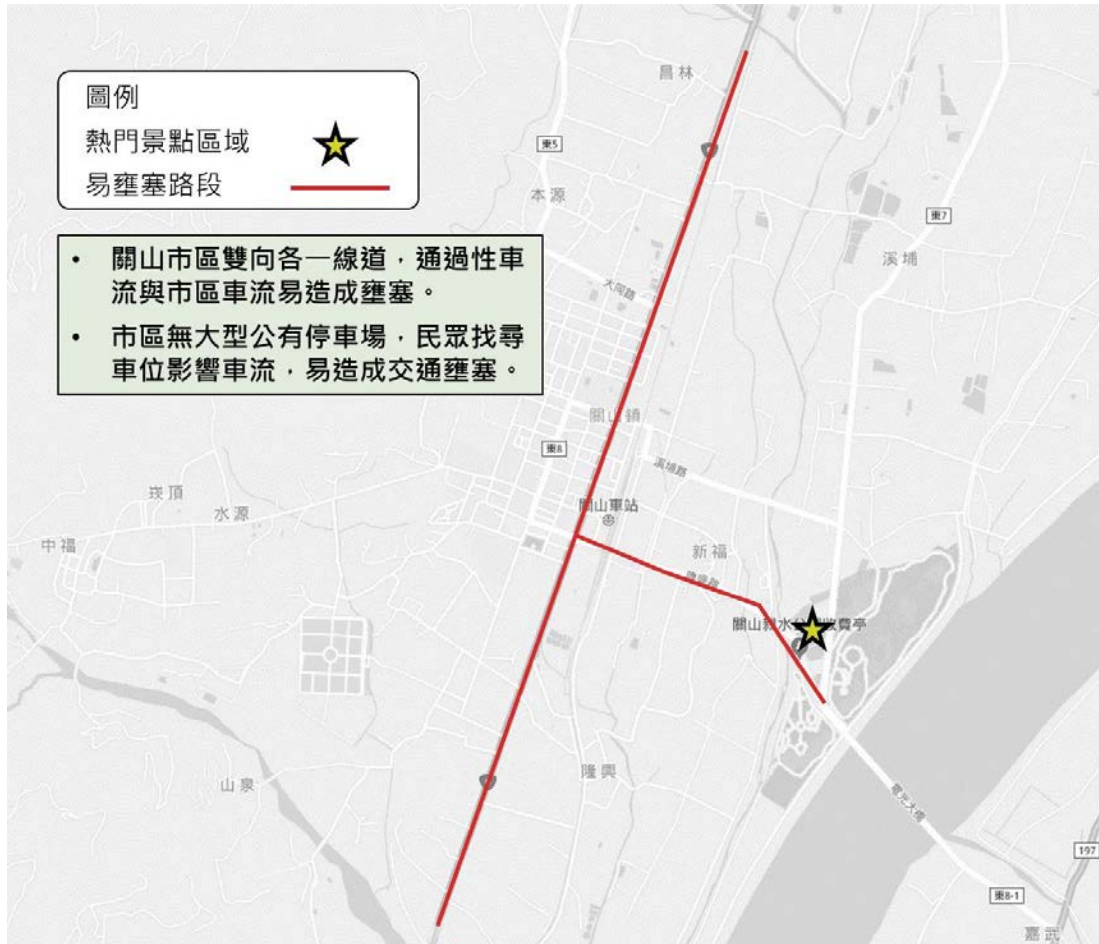 昌林
圖例
熱門景點區域
易壅塞路段
東5
本源
東7
溪埔
• 關山市區雙向各一線道，通過性車
流與市區車流易造成壅塞。
• 市區無大型公有停車場，民眾找尋
車位影響車流，易造成交通壅塞。
大同路
關山鎮
東8
溪埔路
崁頂
水源
中福
關山車站
新福
隆盛路
關山親水公園收費亭
山泉
隆興
電光大橋
197
東8-1
嘉武